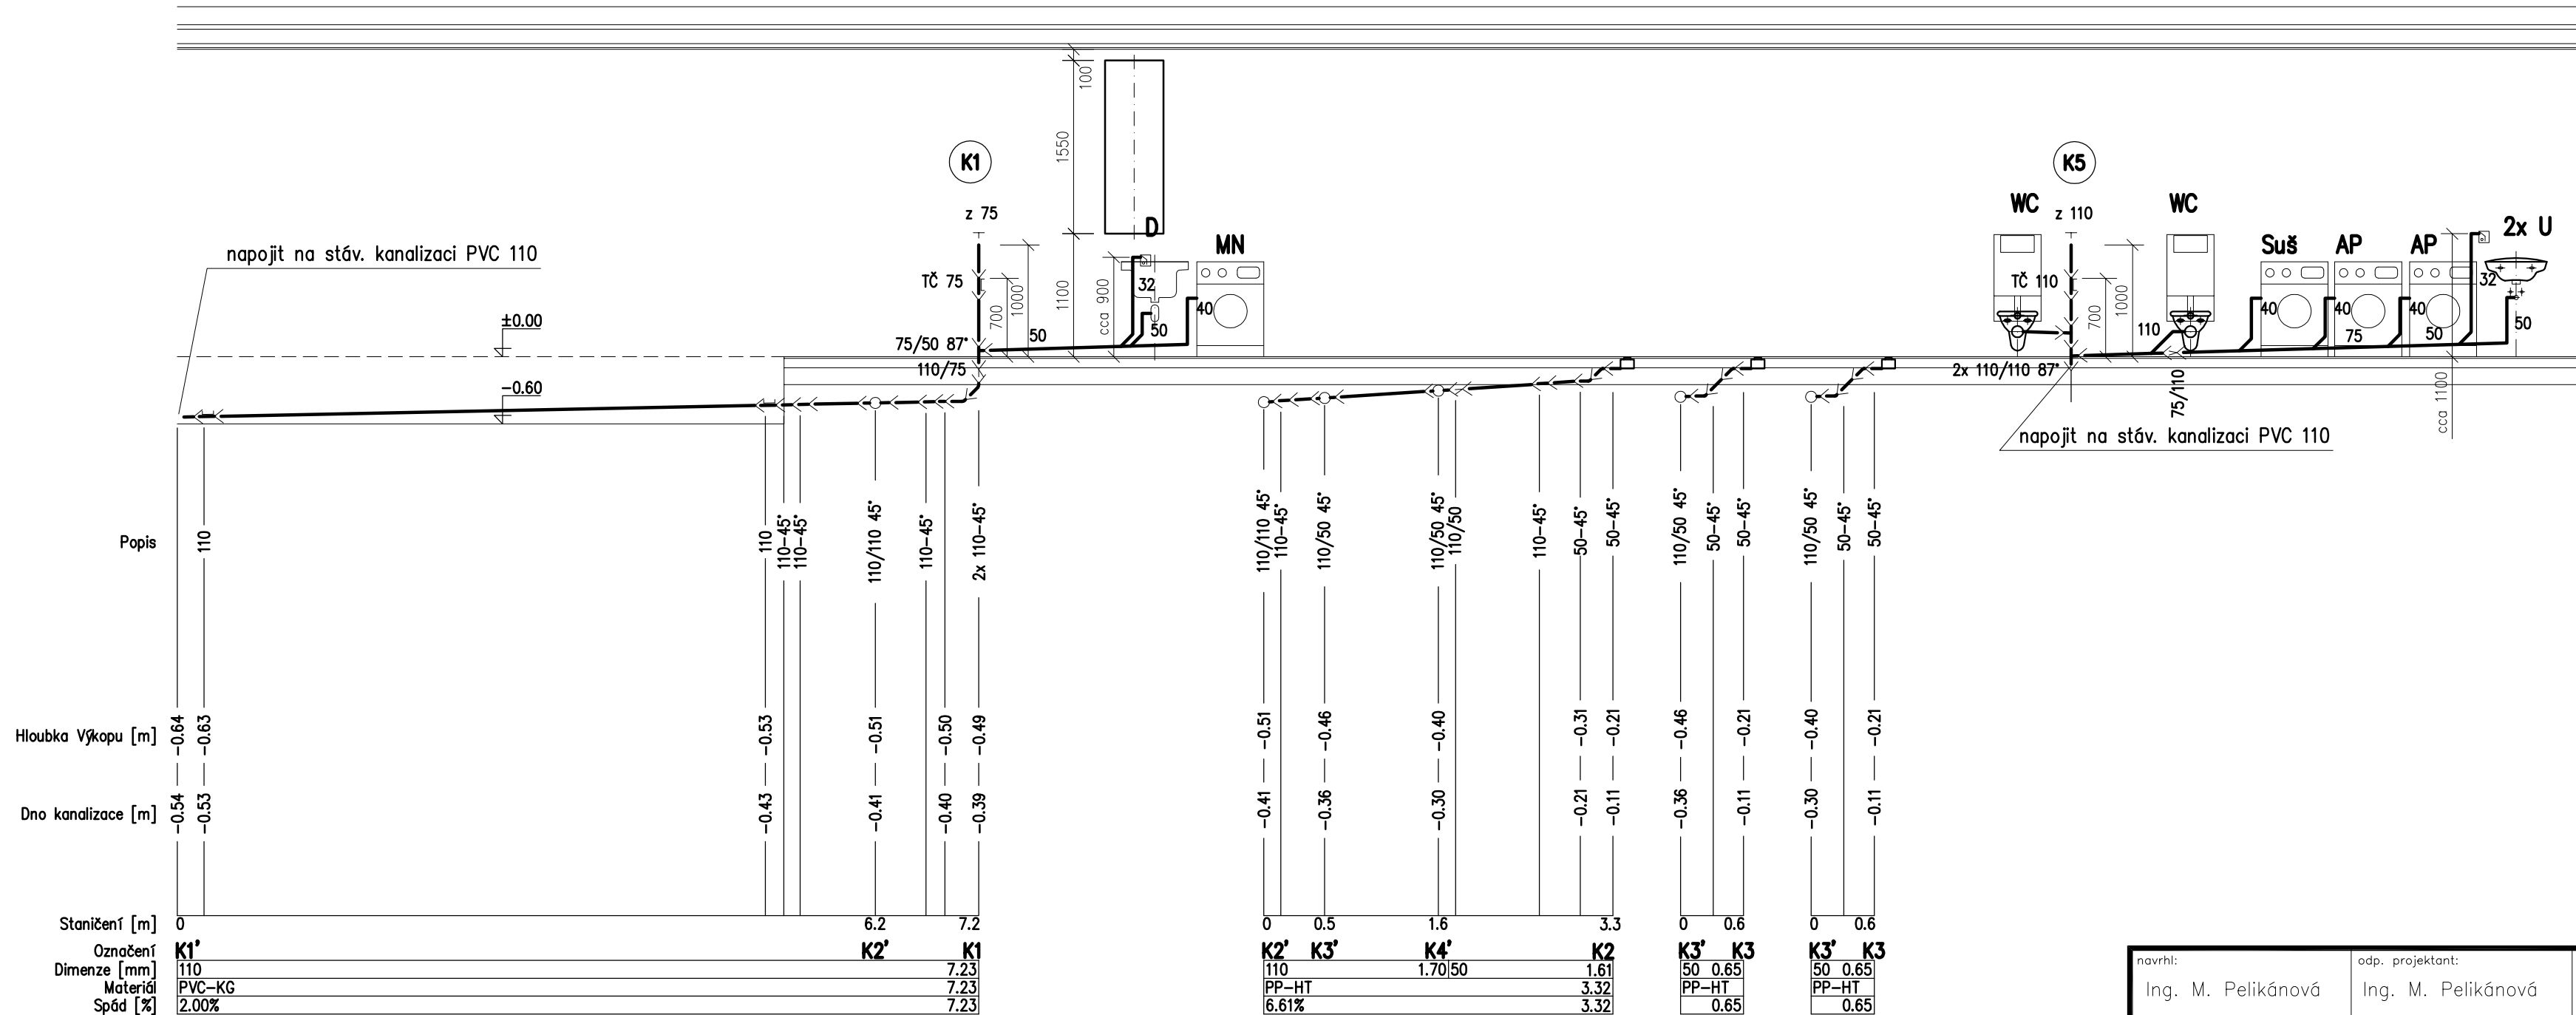 100
1550
1100
K1
z 75
TČ 75
700
1000
75/50 87°
110/75
50
cca 900
D
32
50
40
MN
napojit na stáv. kanalizaci PVC 110
±0.00
-0.60
K5
WC
z 110
WC
TČ 110
700
1000
110
2x 110/110 87°
75/110
Suš
AP
AP
2x U
40
40
40
75
50
32
50
cca 1100
napojit na stáv. kanalizaci PVC 110
Popis
110
110
110-45°
110-45°
110/110 45°
110-45°
2x 110-45°
110/110 45°
110-45°
110/50 45°
110/50 45°
110/50
110-45°
50-45°
50-45°
110/50 45°
50-45°
50-45°
110/50 45°
50-45°
50-45°
Hloubka Výkopu [m] -0.64 -0.63 -0.53 -0.51 -0.50 -0.49 -0.51 -0.46 -0.40 -0.31 -0.21 -0.46 -0.21 -0.40 -0.21
Dno kanalizace [m] -0.54 -0.53 -0.43 -0.41 -0.40 -0.39 -0.41 -0.36 -0.30 -0.21 -0.11 -0.36 -0.11 -0.30 -0.11
Staničení [m] 0 6.2 7.2 0 0.5 1.6 3.3 0 0.6 0 0.6
Označení K1' K2' K1 K2' K3' K4' K2 K3' K3 K3' K3
Dimenze [mm] 110 7.23 110 1.70 50 1.61 50 0.65 50 0.65
Materiál PVC-KG 7.23 PP-HT 3.32 PP-HT PP-HT
Spád [%] 2.00% 7.23 6.61% 3.32 0.65 0.65
navrhl: odp. projektant:
Ing. M. Pelikánová Ing. M. Pelikánová